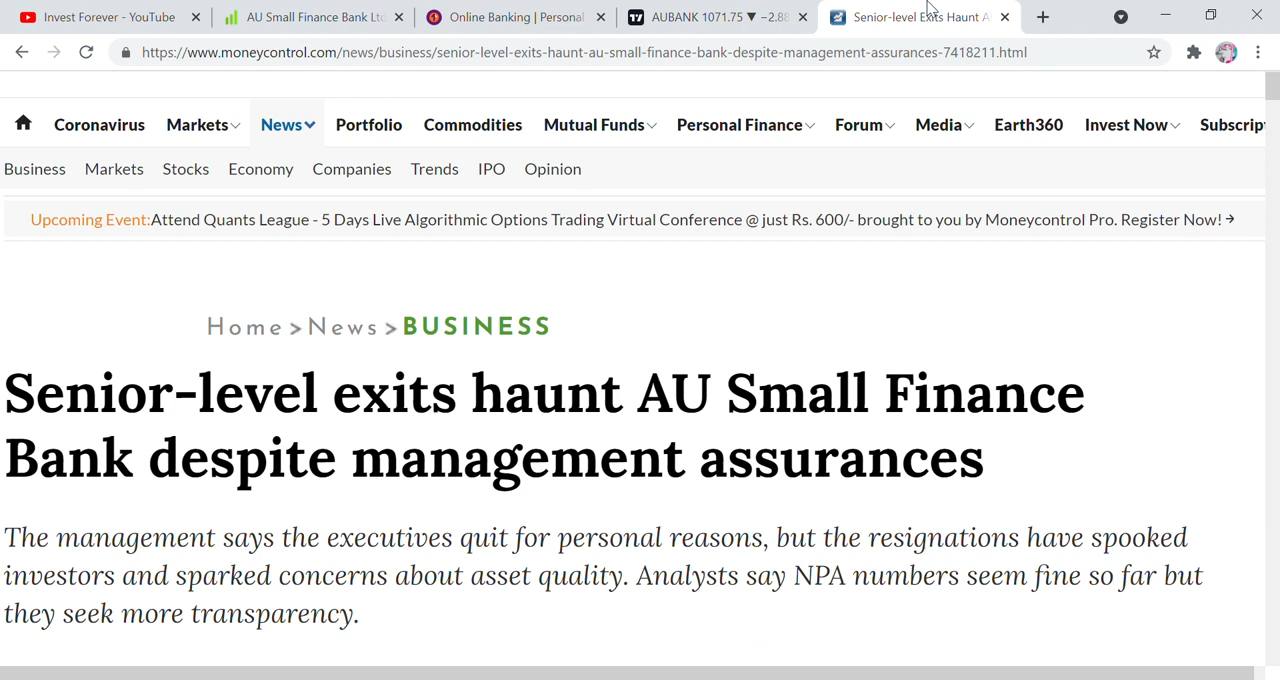 Invest Forever - YouTube
AU Small Finance Bank Ltd
Online Banking | Personal
AUBANK 1071.75 ▼ −2.88
Senior-level Exits Haunt A
https://www.moneycontrol.com/news/business/senior-level-exits-haunt-au-small-finance-bank-despite-management-assurances-7418211.html
Coronavirus Markets News Portfolio Commodities Mutual Funds Personal Finance Forum Media Earth360 Invest Now Subscrip
Business Markets Stocks Economy Companies Trends IPO Opinion
Upcoming Event:Attend Quants League - 5 Days Live Algorithmic Options Trading Virtual Conference @ just Rs. 600/- brought to you by Moneycontrol Pro. Register Now!
Home > News > BUSINESS
Senior-level exits haunt AU Small Finance
Bank despite management assurances
The management says the executives quit for personal reasons, but the resignations have spooked
investors and sparked concerns about asset quality. Analysts say NPA numbers seem fine so far but
they seek more transparency.